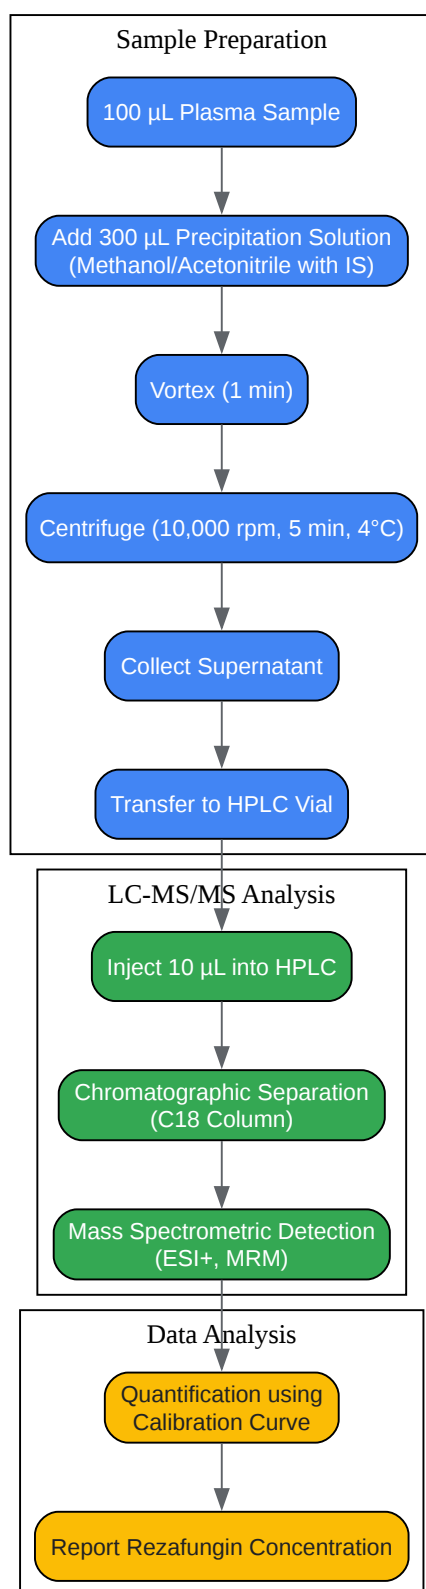 Sample Preparation
100 µL Plasma Sample
Add 300 µL Precipitation Solution
(Methanol/Acetonitrile with IS)
Vortex (1 min)
Centrifuge (10,000 rpm, 5 min, 4°C)
Collect Supernatant
Transfer to HPLC Vial
LC-MS/MS Analysis
Inject 10 µL into HPLC
Chromatographic Separation
(C18 Column)
Mass Spectrometric Detection
(ESI+, MRM)
Data Analysis
Quantification using
Calibration Curve
Report Rezafungin Concentration